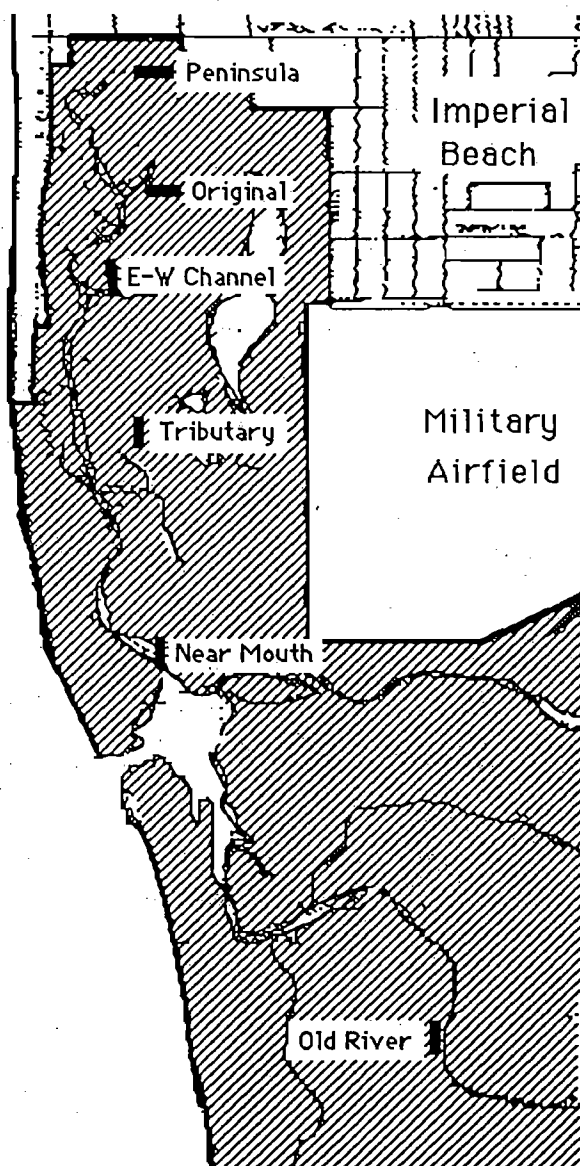 Peninsula
Imperial
Beach
Original
E-W Channel
Tributary
Military
Airfield
Near Mouth
Old River